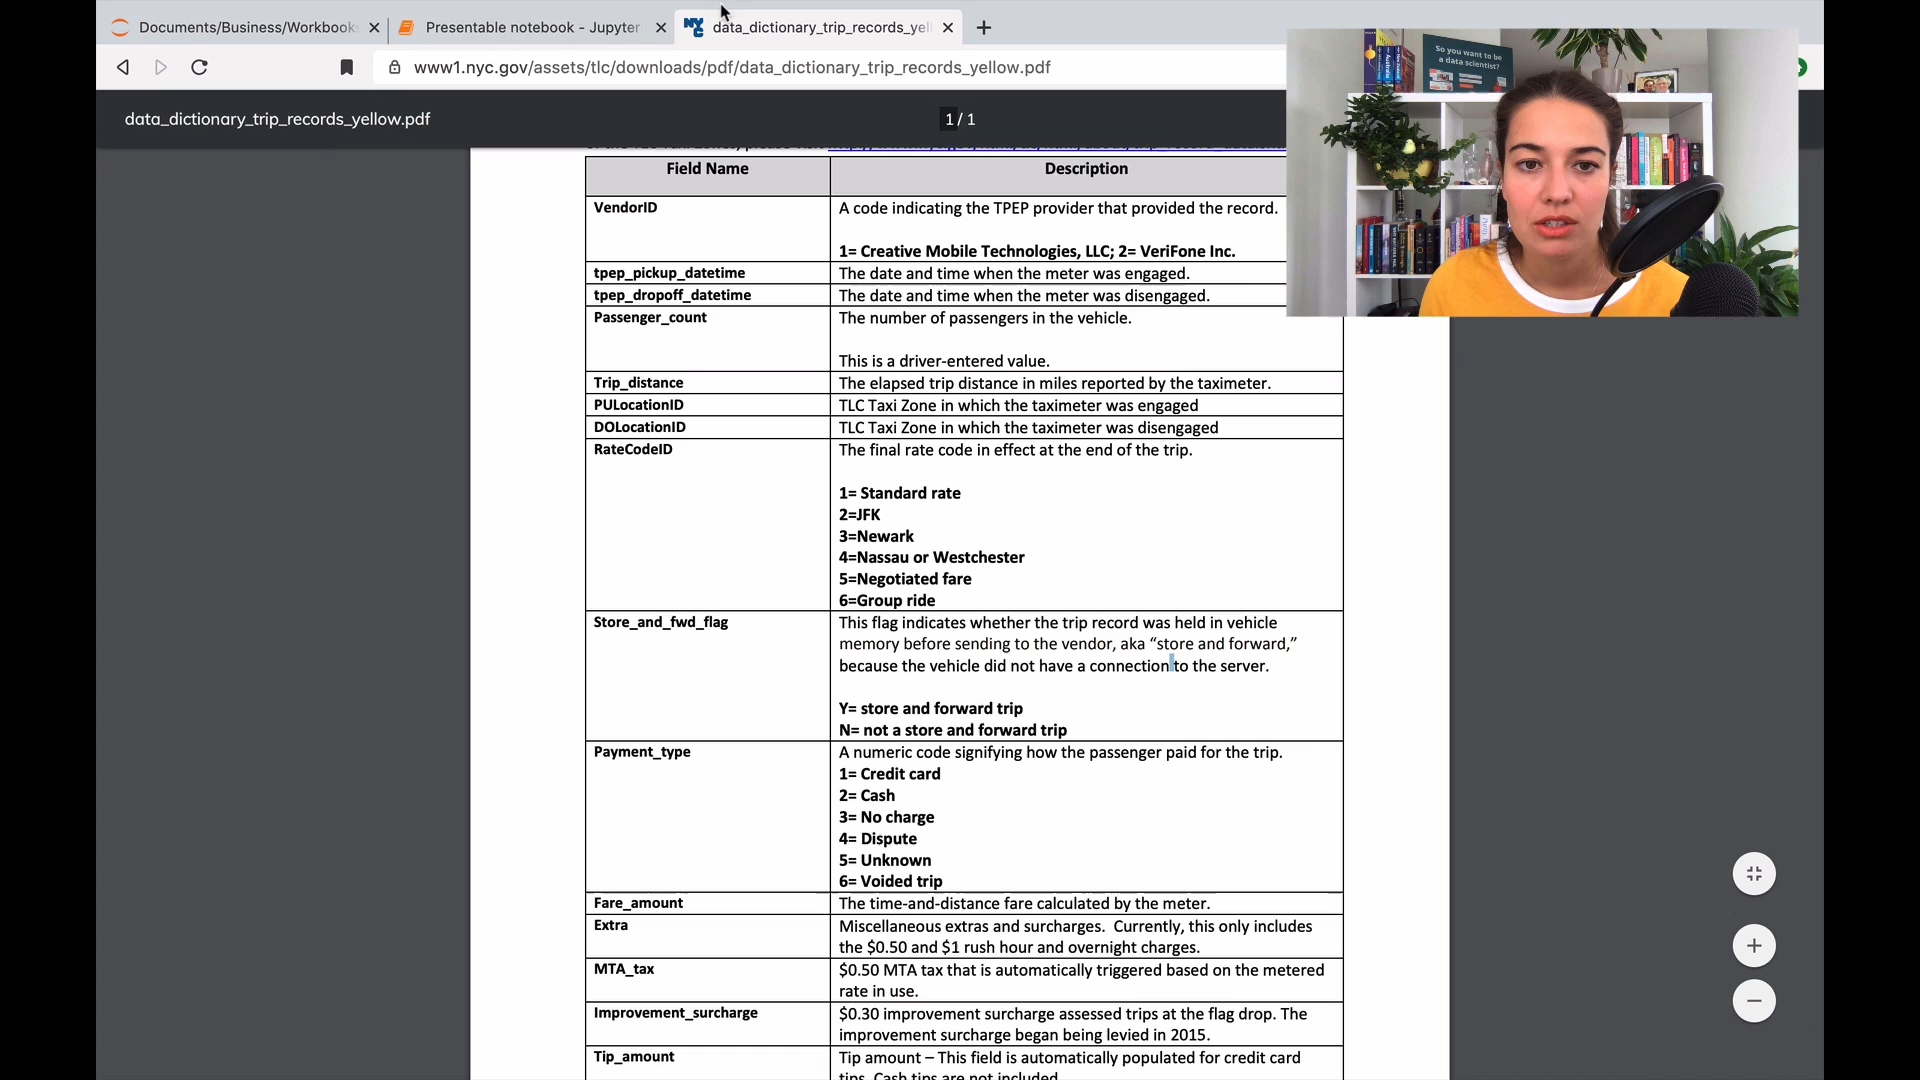 Documents/Business/Workbook
Presentable notebook - Jupyter
data_dictionary_trip_records_yel
www1.nyc.gov/assets/tlc/downloads/pdf/data_dictionary_trip_records_yellow.pdf
data_dictionary_trip_records_yellow.pdf
1 / 1
So you want to be
a data scientist?
Field Name
Description
VendorID
A code indicating the TPEP provider that provided the record.
1= Creative Mobile Technologies, LLC; 2= VeriFone Inc.
tpep_pickup_datetime
The date and time when the meter was engaged.
tpep_dropoff_datetime
The date and time when the meter was disengaged.
Passenger_count
The number of passengers in the vehicle.
This is a driver-entered value.
Trip_distance
The elapsed trip distance in miles reported by the taximeter.
PULocationID
TLC Taxi Zone in which the taximeter was engaged
DOLocationID
TLC Taxi Zone in which the taximeter was disengaged
RateCodeID
The final rate code in effect at the end of the trip.
1= Standard rate
2=JFK
3=Newark
4=Nassau or Westchester
5=Negotiated fare
6=Group ride
Store_and_fwd_flag
This flag indicates whether the trip record was held in vehicle
memory before sending to the vendor, aka “store and forward,”
because the vehicle did not have a connection to the server.
Y= store and forward trip
N= not a store and forward trip
Payment_type
A numeric code signifying how the passenger paid for the trip.
1= Credit card
2= Cash
3= No charge
4= Dispute
5= Unknown
6= Voided trip
Fare_amount
The time-and-distance fare calculated by the meter.
Extra
Miscellaneous extras and surcharges.  Currently, this only includes
the $0.50 and $1 rush hour and overnight charges.
MTA_tax
$0.50 MTA tax that is automatically triggered based on the metered
rate in use.
Improvement_surcharge
$0.30 improvement surcharge assessed trips at the flag drop. The
improvement surcharge began being levied in 2015.
Tip_amount
Tip amount – This field is automatically populated for credit card
tips. Cash tips are not included.